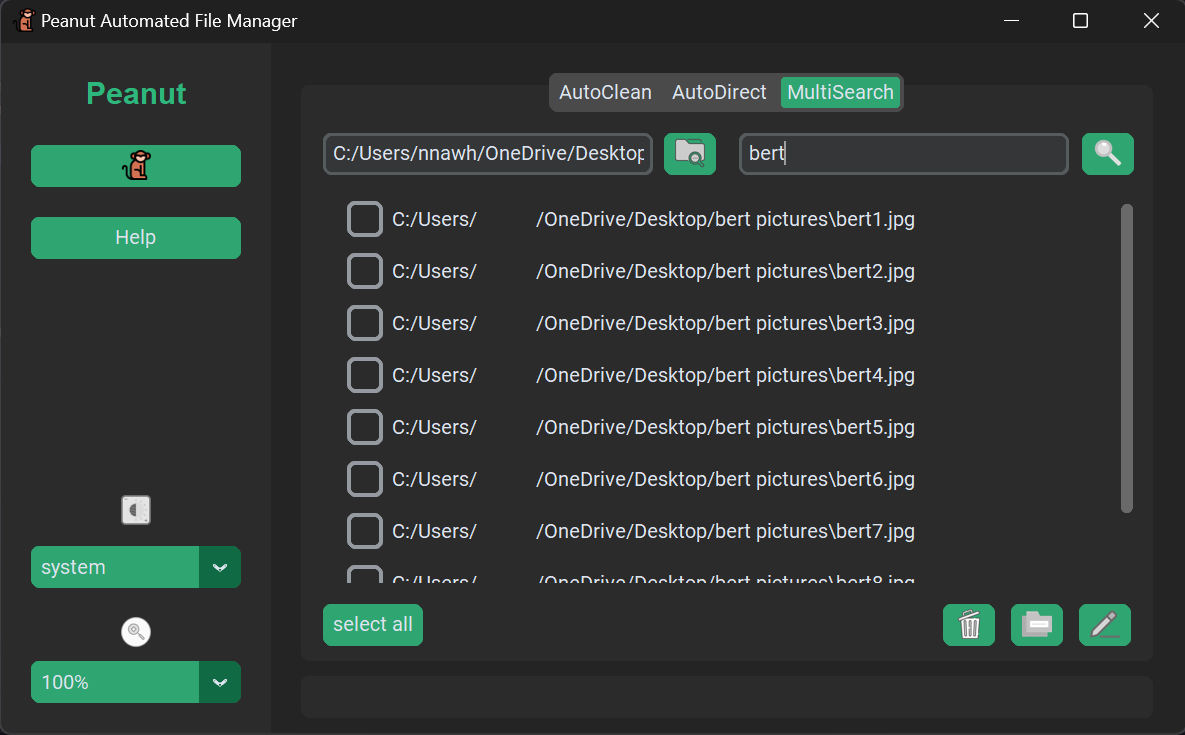 Peanut Automated File Manager
Peanut
Help
system
100%
AutoClean AutoDirect MultiSearch
C:/Users/nnawh/OneDrive/Desktop
bert
C:/Users/ /OneDrive/Desktop/bert pictures\bert1.jpg
C:/Users/ /OneDrive/Desktop/bert pictures\bert2.jpg
C:/Users/ /OneDrive/Desktop/bert pictures\bert3.jpg
C:/Users/ /OneDrive/Desktop/bert pictures\bert4.jpg
C:/Users/ /OneDrive/Desktop/bert pictures\bert5.jpg
C:/Users/ /OneDrive/Desktop/bert pictures\bert6.jpg
C:/Users/ /OneDrive/Desktop/bert pictures\bert7.jpg
C:/Users/ /OneDrive/Desktop/bert pictures\bert8.jpg
select all